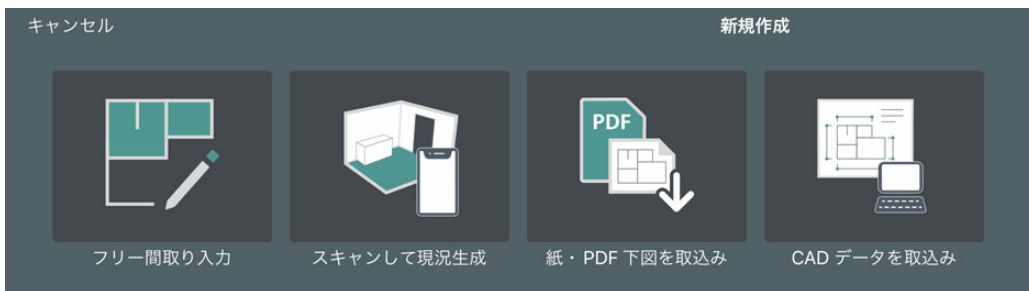 キャンセル
新規作成
PDF
フリー間取り入力
スキャンして現況生成
紙・PDF 下図を取込み
CAD データを取込み